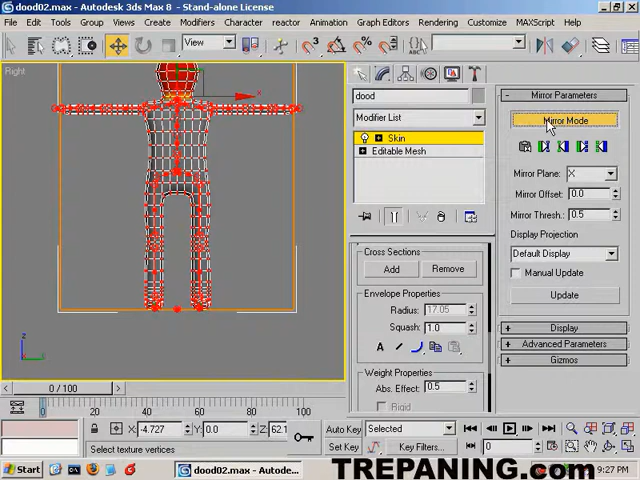 dood02.max - Autodesk 3ds Max 8 - Stand-alone License
File Edit Tools Group Views Create Modifiers Character reactor Animation Graph Editors Rendering Customize MAXScript Help
View
Right
x
z
dood
Modifier List
Skin
Editable Mesh
Cross Sections
Add Remove
Envelope Properties
Radius: 17.05
Squash: 1.0
Weight Properties
Abs. Effect: 0.5
Rigid
Mirror Parameters
Mirror Mode
Mirror Plane: X
Mirror Offset: 0.0
Mirror Thresh.: 0.5
Display Projection
Default Display
Manual Update
Update
Display
Advanced Parameters
Gizmos
0 / 100
0 20 40 60 80 100
X: -4.727 Y: 0.0 Z: 62.1
Select texture vertices
Auto Key Selected
Set Key Key Filters...
0
Start
dood02.max - Autodesk...
9:27 PM
TREPANING.com